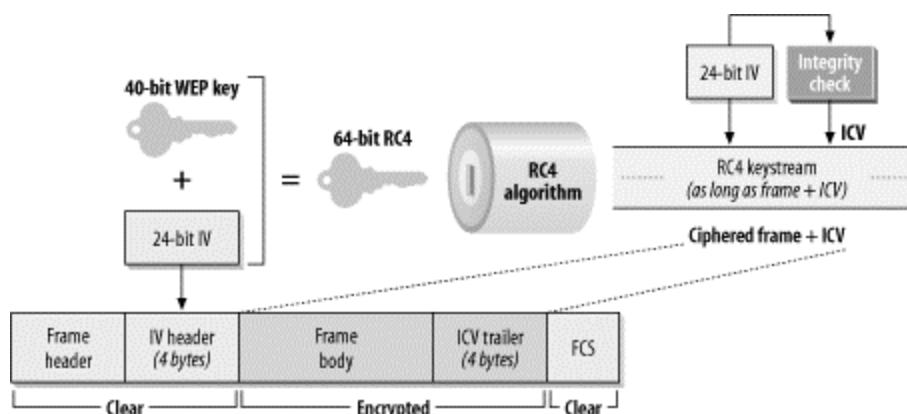 40-bit WEP key
+
24-bit IV
=
64-bit RC4
RC4
algorithm
24-bit IV
Integrity
check
ICV
RC4 keystream
(as long as frame + ICV)
Ciphered frame + ICV
Frame
header
IV header
(4 bytes)
Frame
body
ICV trailer
(4 bytes)
FCS
Clear
Encrypted
Clear